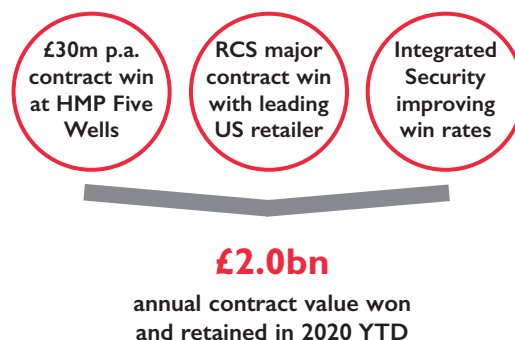 £30m p.a.
contract win
at HMP Five
Wells
RCS major
contract win
with leading
US retailer
Integrated
Security
improving
win rates
£2.0bn
annual contract value won
and retained in 2020 YTD